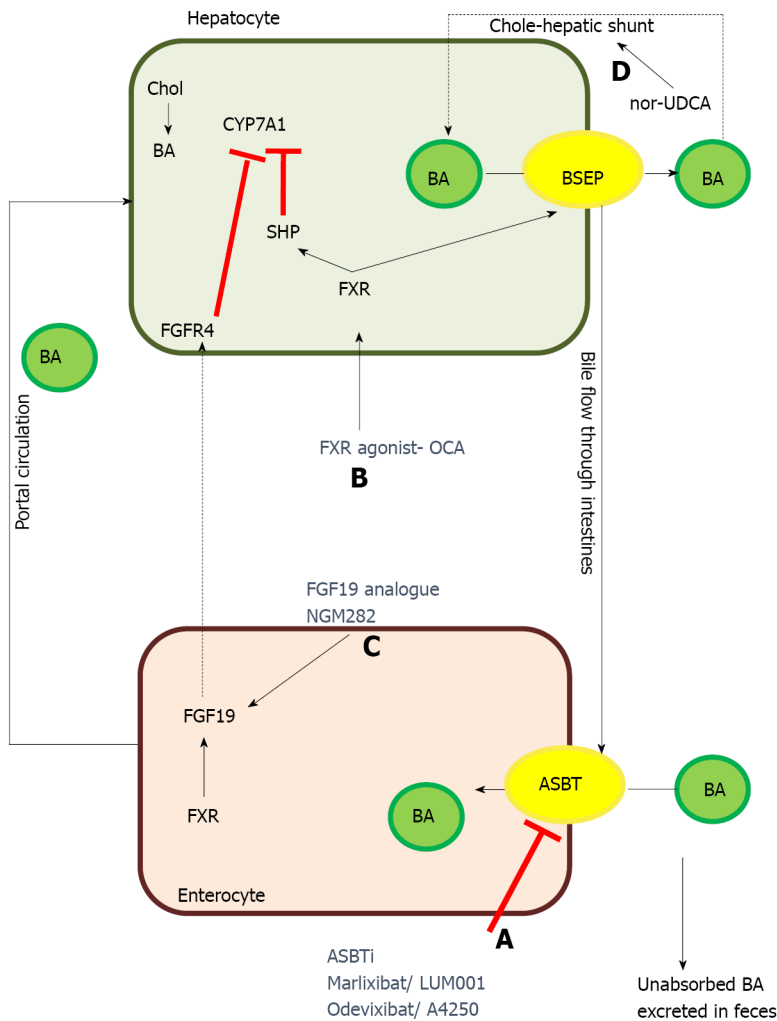 Hepatocyte
Chole-hepatic shunt
D
nor-UDCA
Chol
CYP7A1
BA
BA
BSEP
BA
SHP
FXR
FGFR4
BA
Portal circulation
Bile flow through intestines
FXR agonist- OCA
B
FGF19 analogue
NGM282
C
FGF19
FXR
ASBT
BA
BA
Enterocyte
A
ASBTi
Marlixibat/ LUM001
Odevixibat/ A4250
Unabsorbed BA
excreted in feces